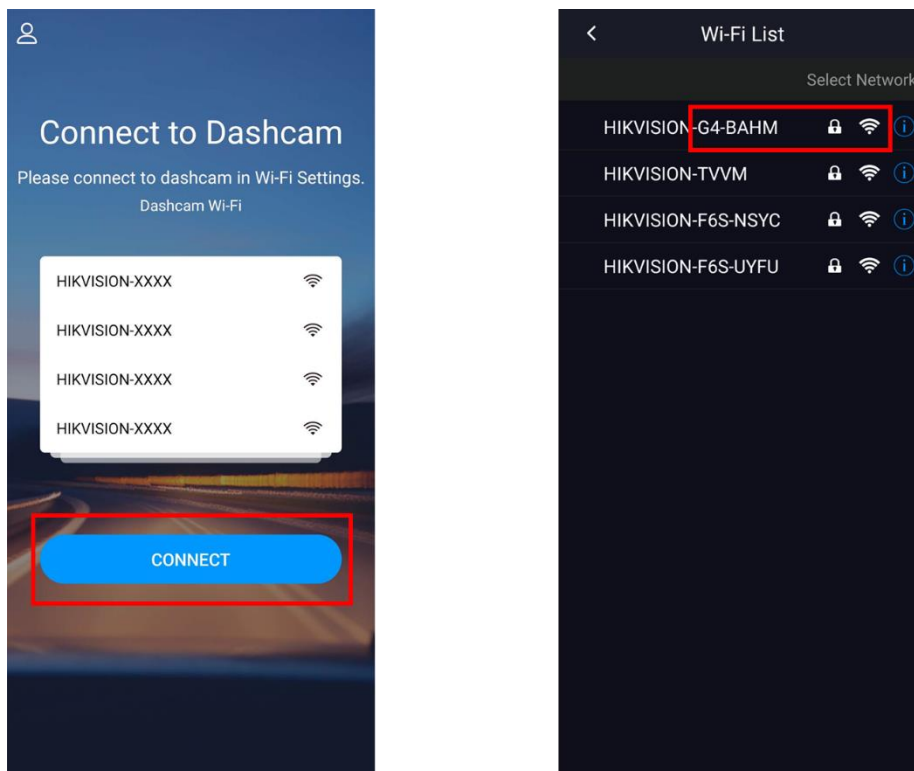 Connect to Dashcam
Please connect to dashcam in Wi-Fi Settings.
Dashcam Wi-Fi
HIKVISION-XXXX
HIKVISION-XXXX
HIKVISION-XXXX
HIKVISION-XXXX
CONNECT
Wi-Fi List
Select Network
HIKVISION-G4-BAHM
HIKVISION-TVVM
HIKVISION-F6S-NSYC
HIKVISION-F6S-UYFU